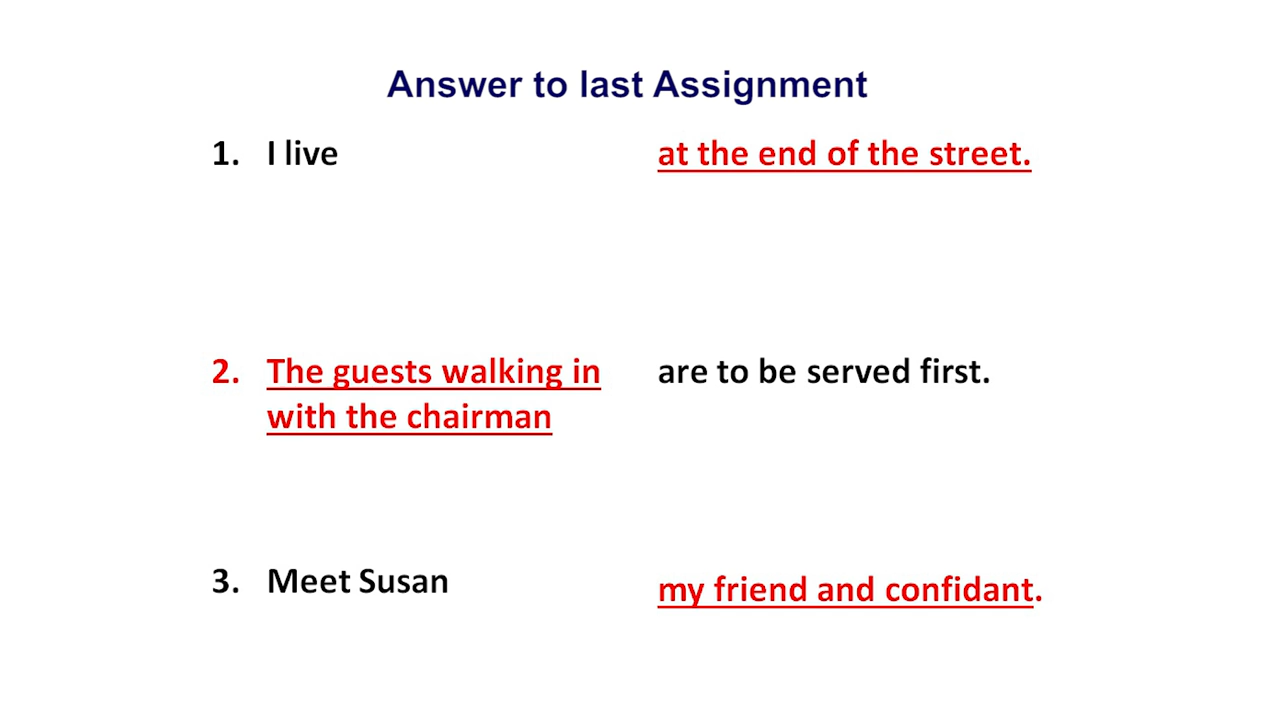 Answer to last Assignment
1. I live at the end of the street.
2. The guests walking in are to be served first.
with the chairman
3. Meet Susan my friend and confidant.